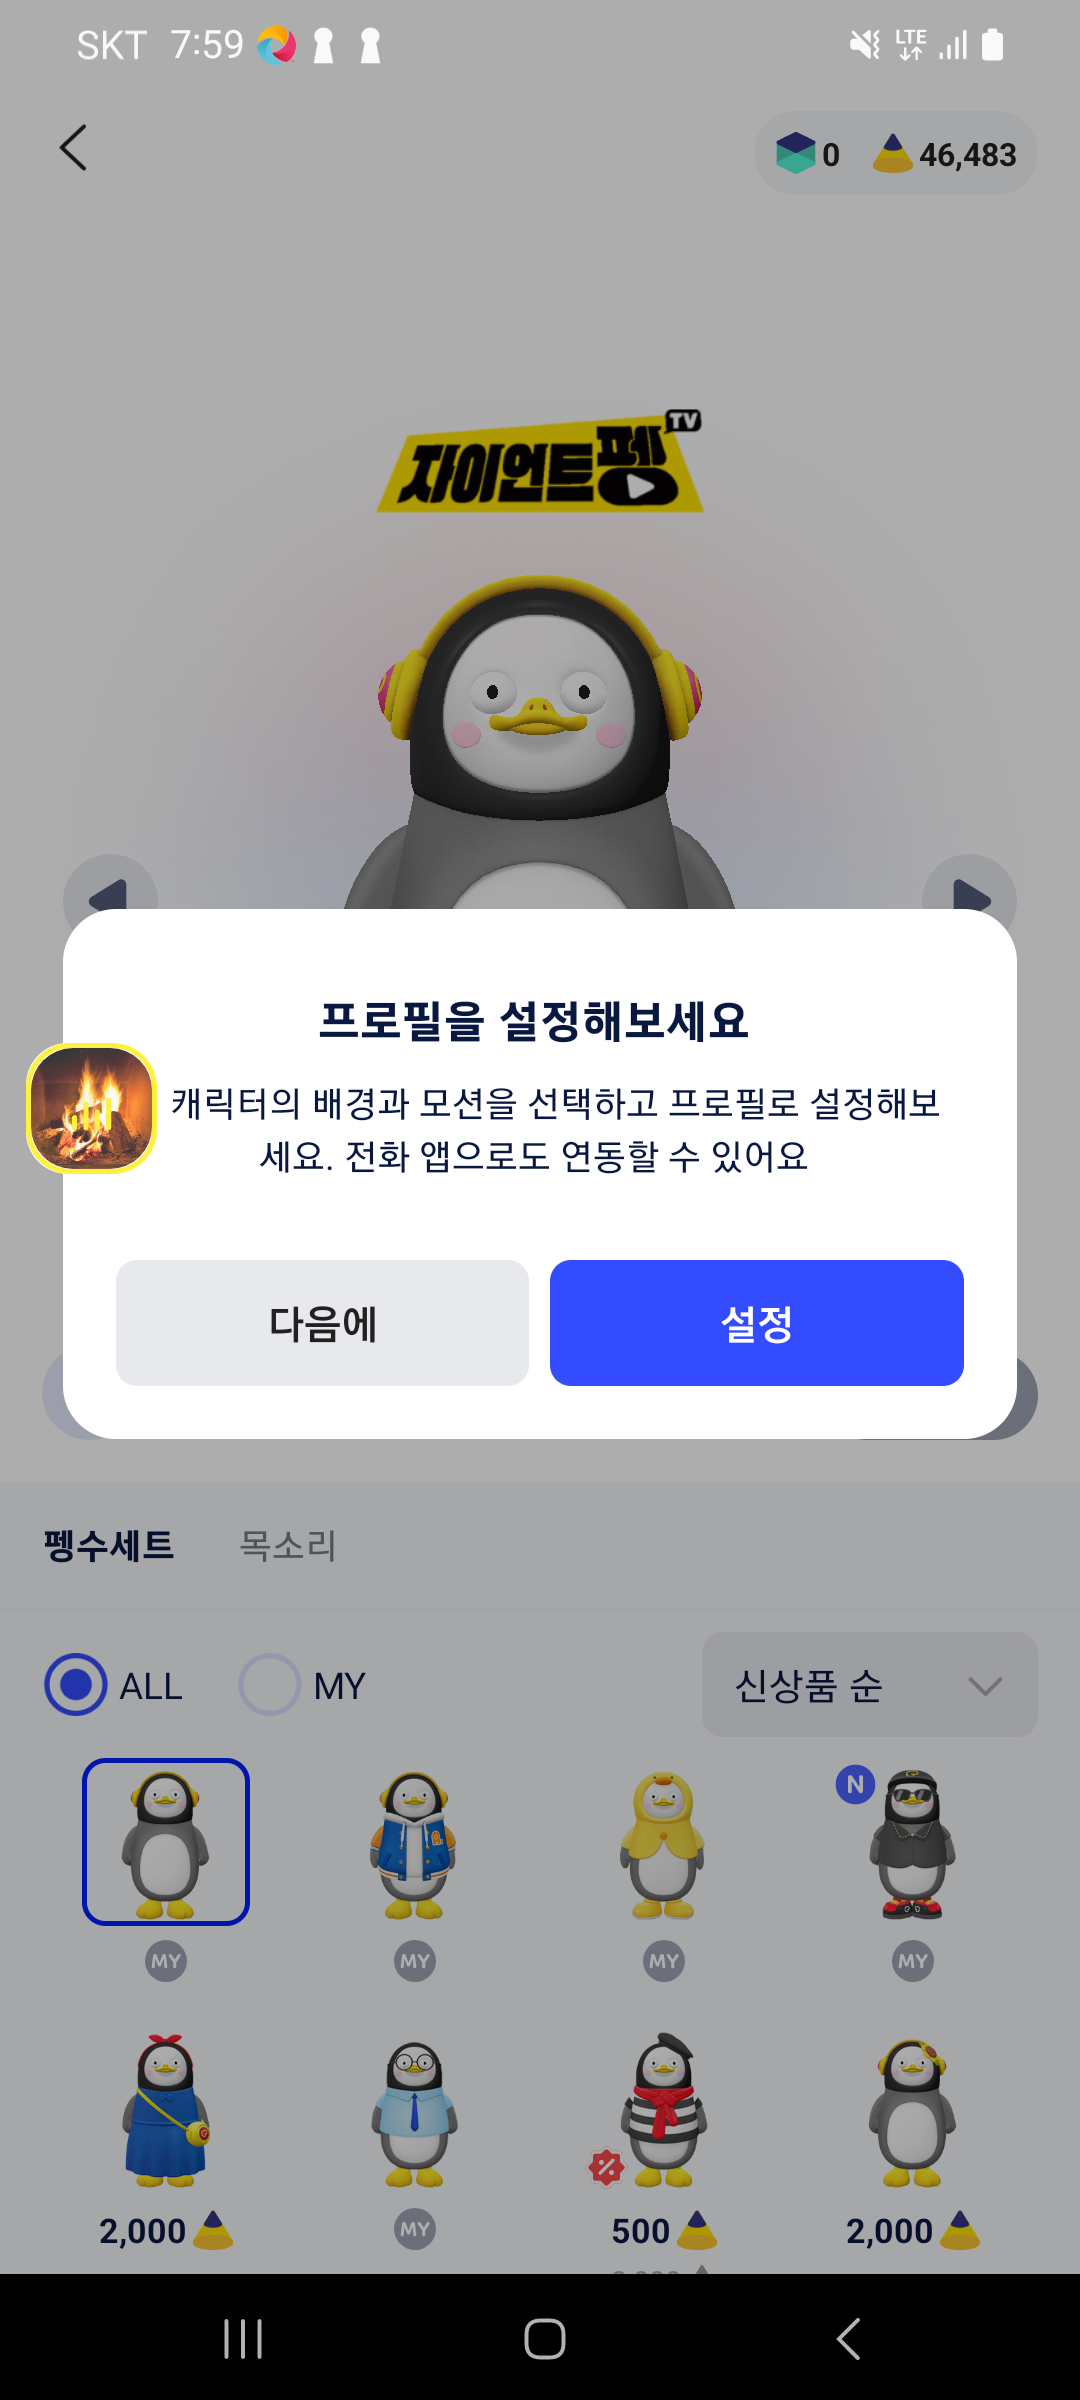 SKT 7:59 LTE
0 46,483
자이언트펭 TV
프로필을 설정해보세요
캐릭터의 배경과 모션을 선택하고 프로필로 설정해보
세요. 전화 앱으로도 연동할 수 있어요
다음에 설정
펭수세트 목소리
ALL MY 신상품 순
N
MY MY MY MY
2,000 MY 500 2,000